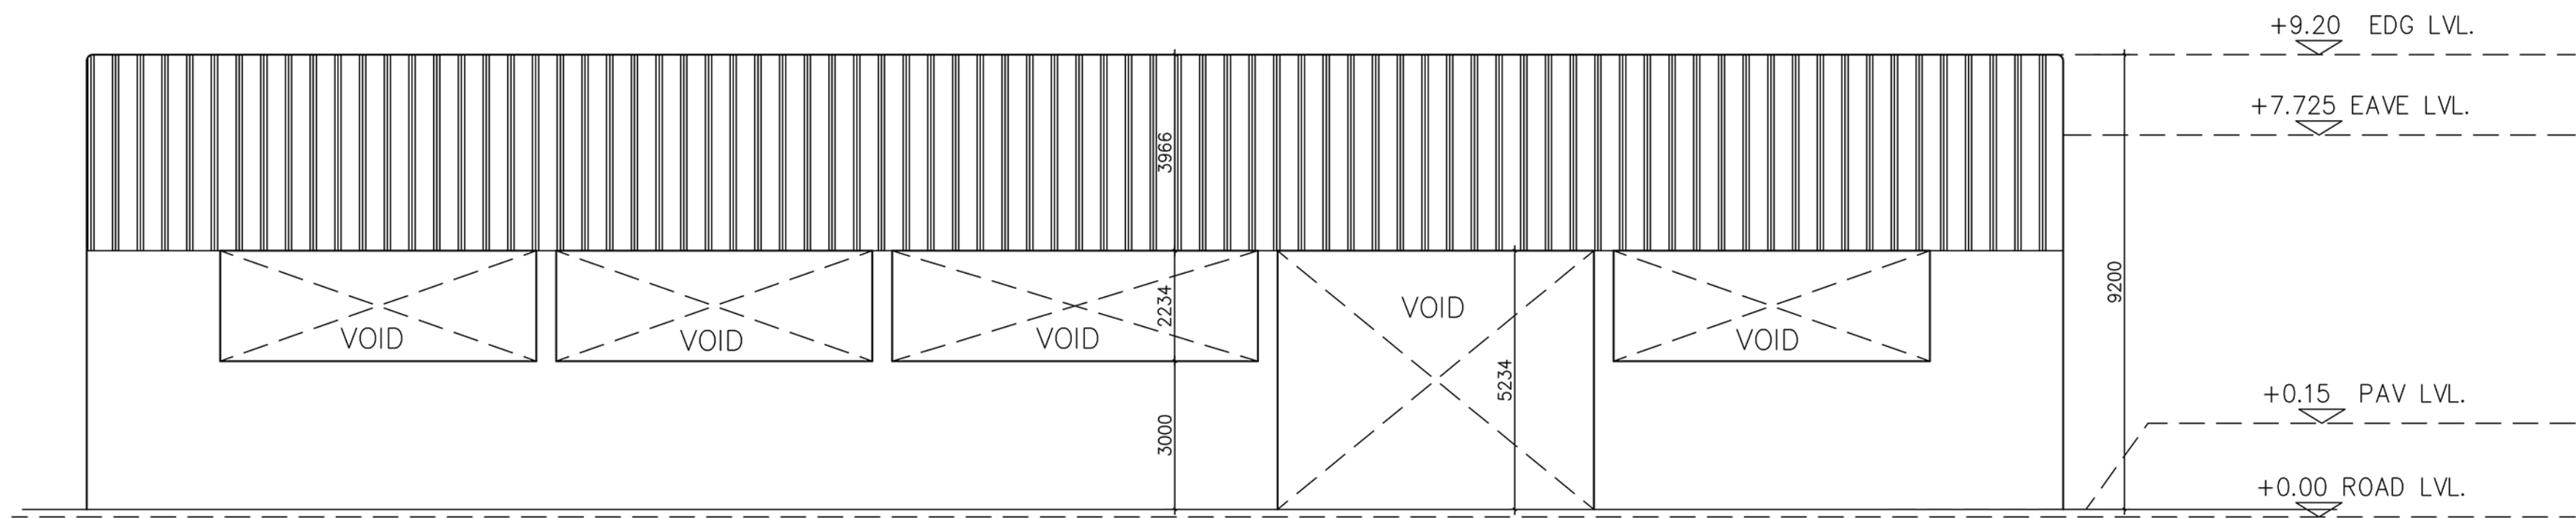 +9.20 EDG LVL.
+7.725 EAVE LVL.
3966
9200
2234
VOID
VOID
VOID
VOID
VOID
5234
3000
+0.15 PAV LVL.
+0.00 ROAD LVL.